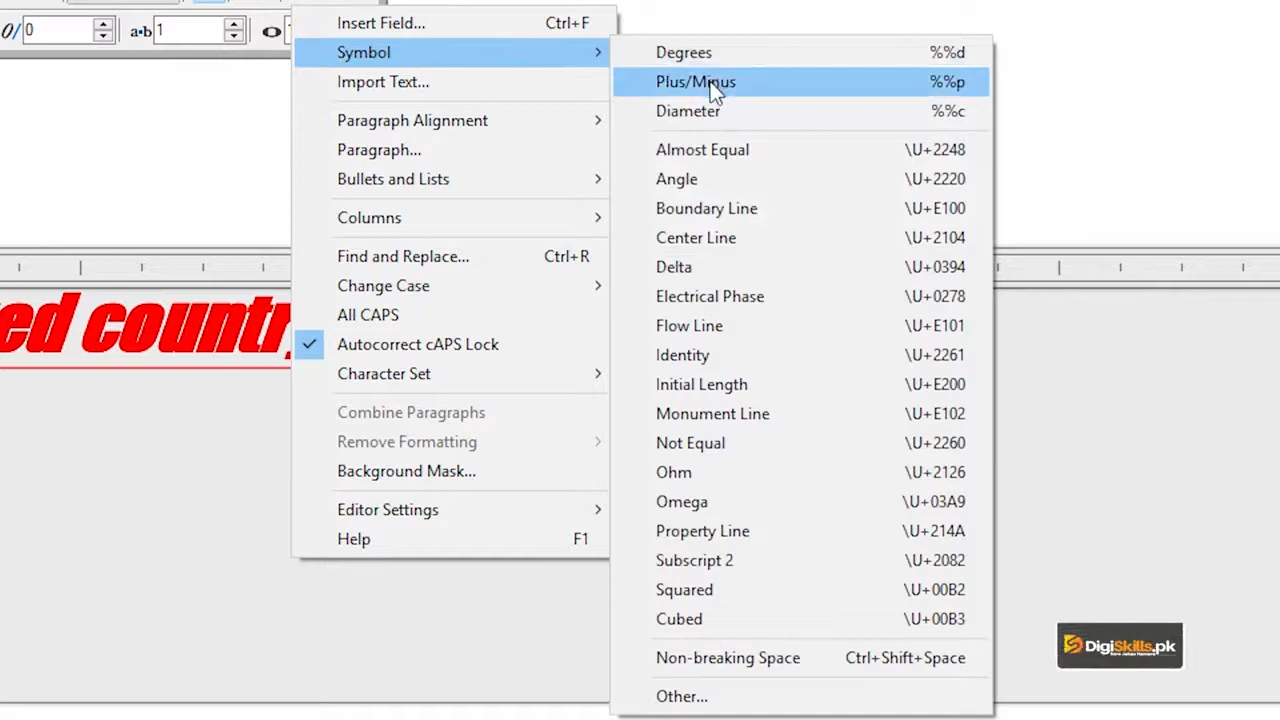 0/ 0 a•b 1
Insert Field... Ctrl+F
Symbol
Import Text...
Paragraph Alignment
Paragraph...
Bullets and Lists
Columns
Find and Replace... Ctrl+R
Change Case
All CAPS
Autocorrect cAPS Lock
Character Set
Combine Paragraphs
Remove Formatting
Background Mask...
Editor Settings
Help F1
Degrees %%d
Plus/Minus %%p
Diameter %%c
Almost Equal \U+2248
Angle \U+2220
Boundary Line \U+E100
Center Line \U+2104
Delta \U+0394
Electrical Phase \U+0278
Flow Line \U+E101
Identity \U+2261
Initial Length \U+E200
Monument Line \U+E102
Not Equal \U+2260
Ohm \U+2126
Omega \U+03A9
Property Line \U+214A
Subscript 2 \U+2082
Squared \U+00B2
Cubed \U+00B3
Non-breaking Space Ctrl+Shift+Space
Other...
ed country
DigiSkills.pk